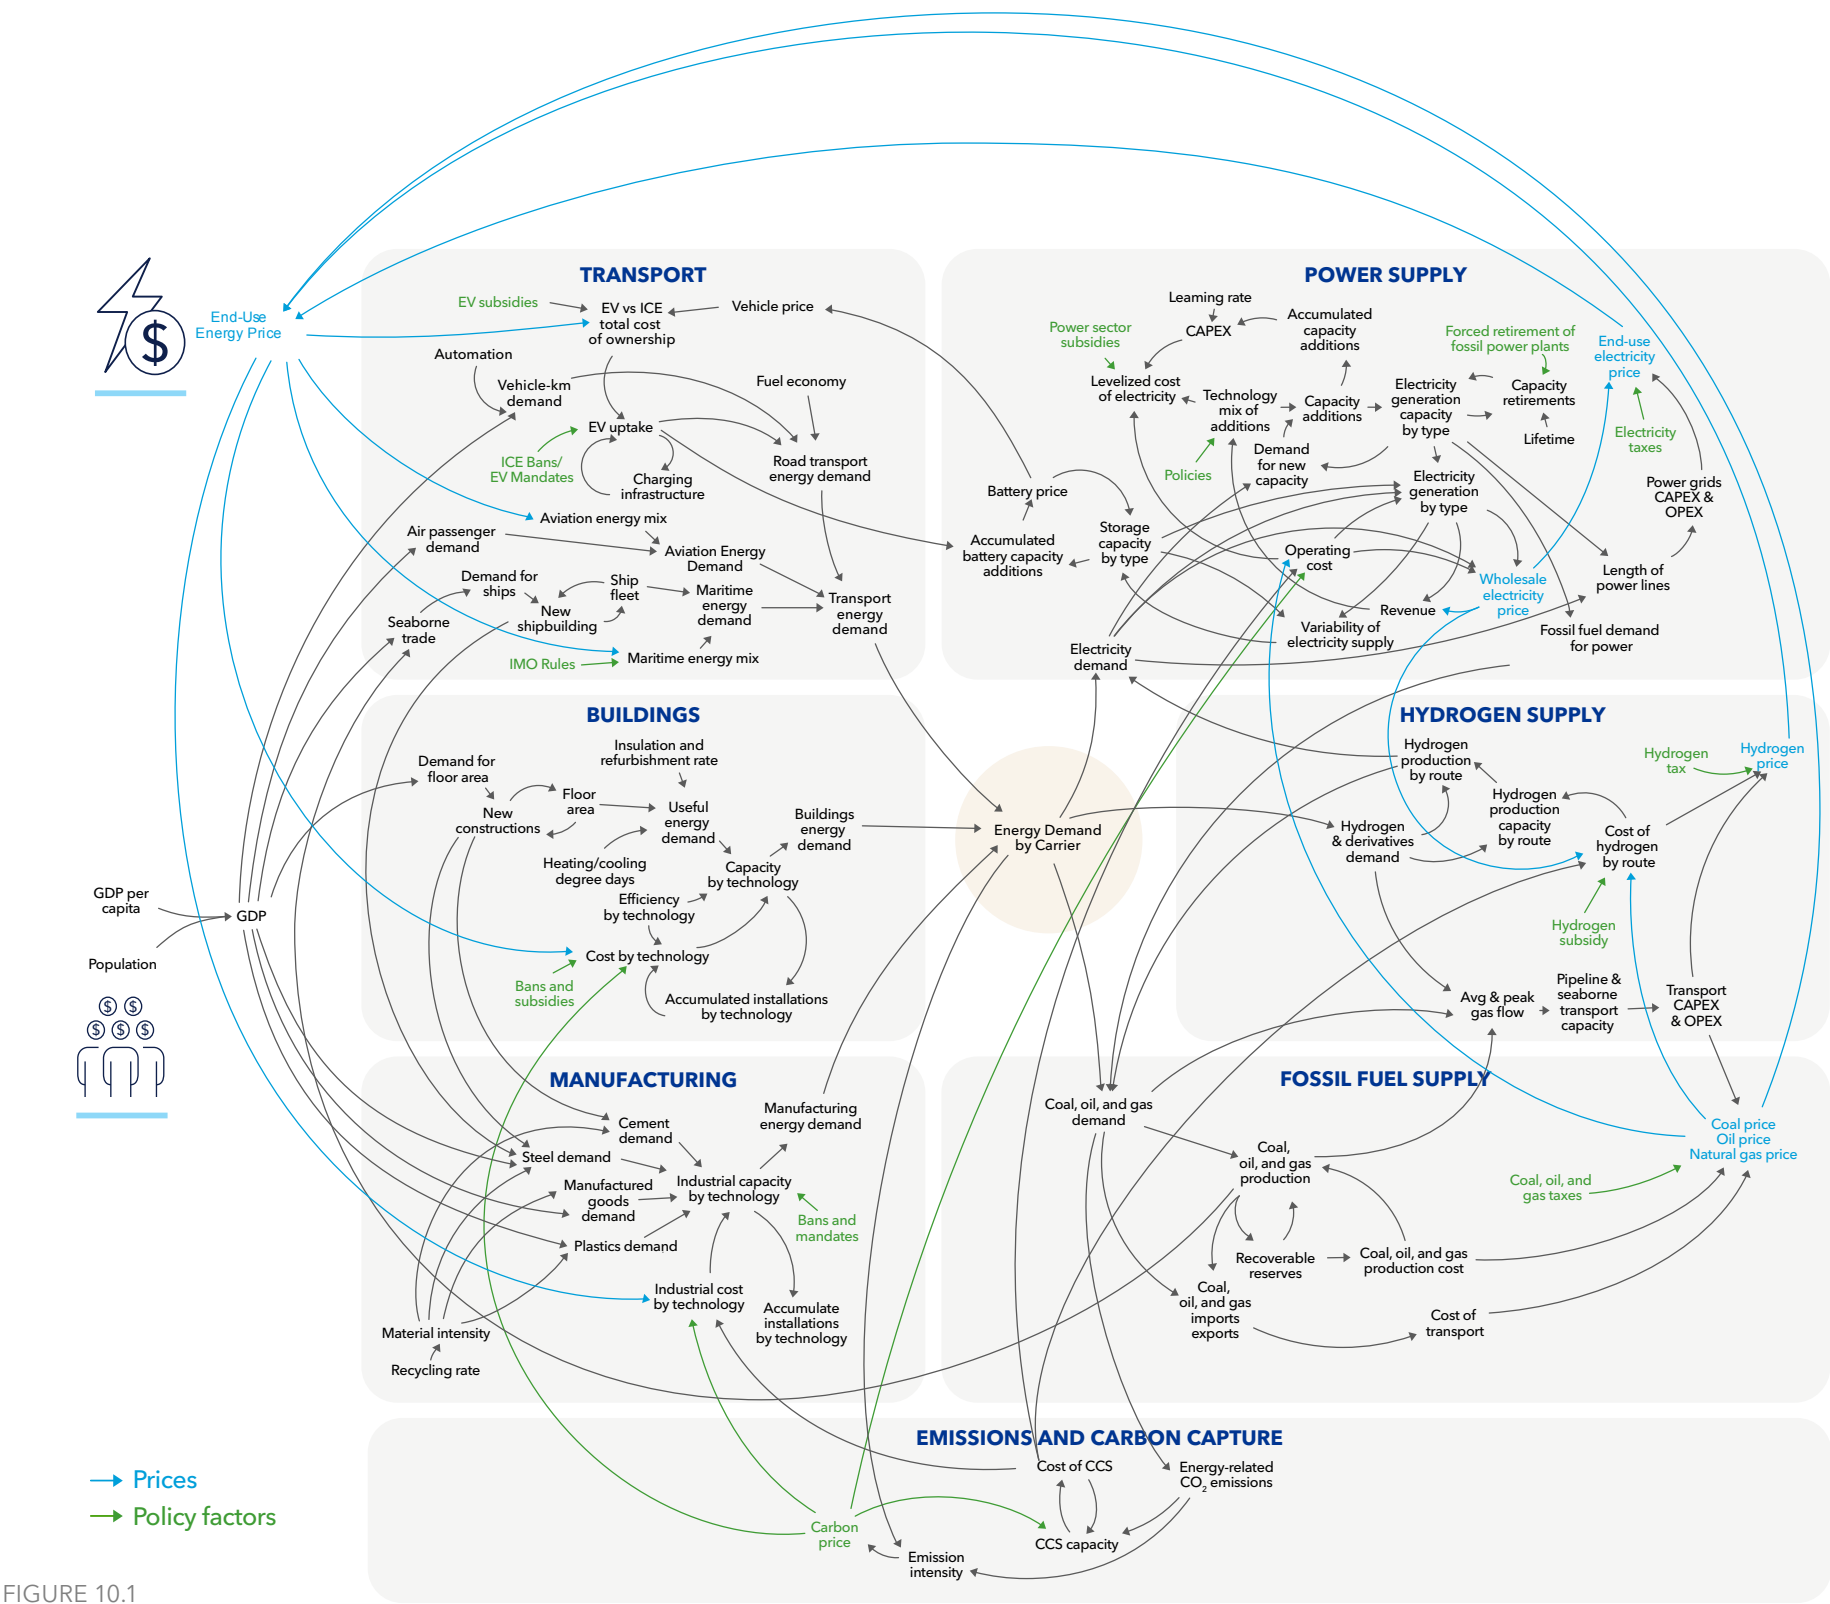 End-Use
Energy Price
$
TRANSPORT
EV subsidies
EV vs ICE
total cost
of ownership
Vehicle price
Automation
Vehicle-km
demand
Fuel economy
EV uptake
ICE Bans/
EV Mandates
Charging
infrastructure
Road transport
energy demand
Aviation energy mix
Air passenger
demand
Aviation Energy
Demand
Demand for
ships
Ship
fleet
Maritime
energy
demand
New
shipbuilding
Seaborne
trade
Transport
energy
demand
IMO Rules
Maritime energy mix
POWER SUPPLY
Leaming rate
CAPEX
Accumulated
capacity
additions
Power sector
subsidies
Forced retirement of
fossil power plants
End-use
electricity
price
Levelized cost
of electricity
Technology
mix of
additions
Capacity
additions
Electricity
generation
capacity
by type
Capacity
retirements
Lifetime
Electricity
taxes
Demand
for new
capacity
Policies
Battery price
Electricity
generation
by type
Power grids
CAPEX &
OPEX
Accumulated
battery capacity
additions
Storage
capacity
by type
Operating
cost
Wholesale
electricity
price
Length of
power lines
Revenue
Variability of
electricity supply
Fossil fuel demand
for power
Electricity
demand
BUILDINGS
Insulation and
refurbishment rate
Demand for
floor area
Floor
area
New
constructions
Useful
energy
demand
Buildings
energy
demand
Heating/cooling
degree days
Capacity
by technology
Efficiency
by technology
Cost by technology
Bans and
subsidies
Accumulated installations
by technology
Energy Demand
by Carrier
HYDROGEN SUPPLY
Hydrogen
production
by route
Hydrogen
tax
Hydrogen
price
Hydrogen
production
capacity
by route
Hydrogen
& derivatives
demand
Cost of
hydrogen
by route
Hydrogen
subsidy
Avg & peak
gas flow
Pipeline &
seaborne
transport
capacity
Transport
CAPEX
& OPEX
GDP per
capita
GDP
Population
$ $
$ $ $
MANUFACTURING
Cement
demand
Manufacturing
energy demand
Steel demand
Industrial capacity
by technology
Manufactured
goods
demand
Bans and
mandates
Plastics demand
Industrial cost
by technology
Accumulate
installations
by technology
Material intensity
Recycling rate
FOSSIL FUEL SUPPLY
Coal, oil, and gas
demand
Coal,
oil, and gas
production
Coal price
Oil price
Natural gas price
Coal, oil, and
gas taxes
Recoverable
reserves
Coal, oil, and gas
production cost
Coal,
oil, and gas
imports
exports
Cost of
transport
EMISSIONS AND CARBON CAPTURE
Cost of CCS
Energy-related
CO2 emissions
Carbon
price
CCS capacity
Emission
intensity
Prices
Policy factors
FIGURE 10.1